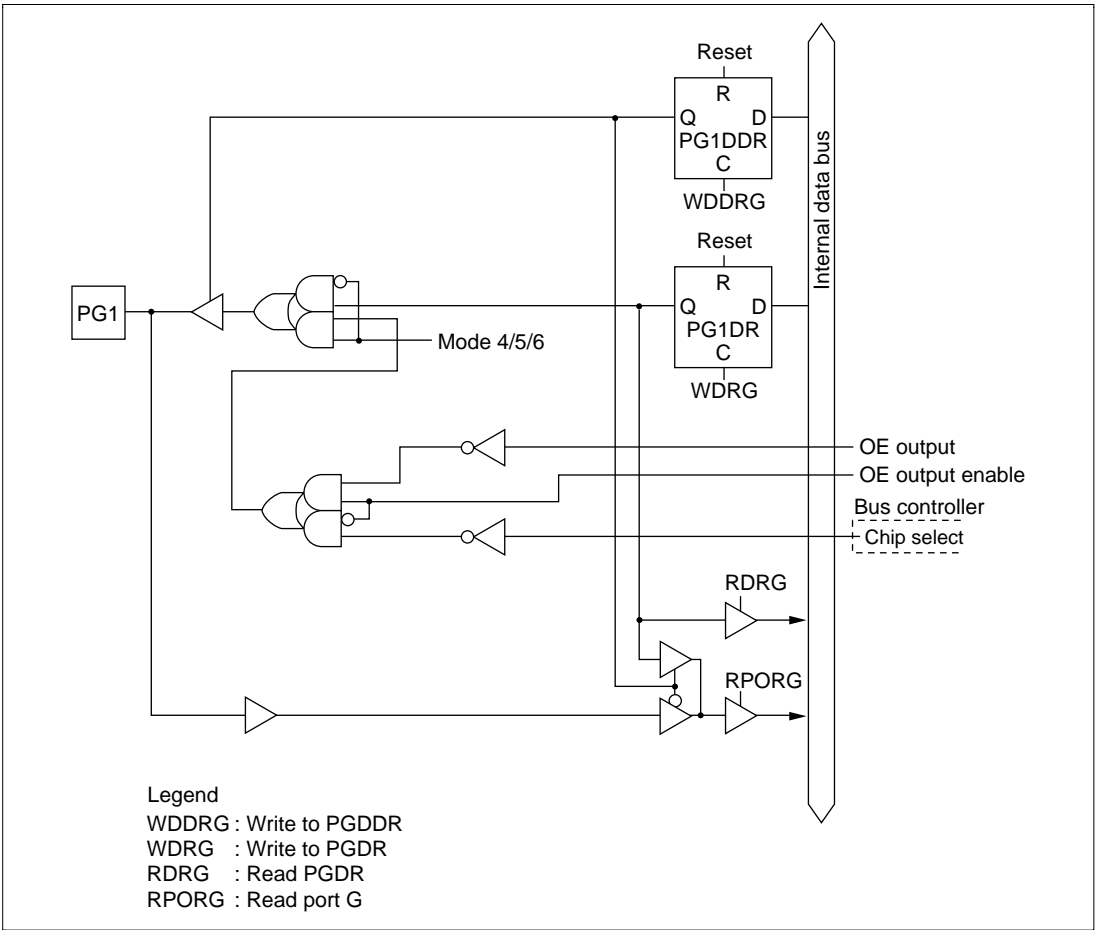 Reset
R
Q D
PG1DDR
C
WDDRG
Internal data bus
Reset
R
Q D
PG1DR
C
WDRG
PG1
Mode 4/5/6
OE output
OE output enable
Bus controller
Chip select
RDRG
RPORG
Legend
WDDRG : Write to PGDDR
WDRG : Write to PGDR
RDRG : Read PGDR
RPORG : Read port G